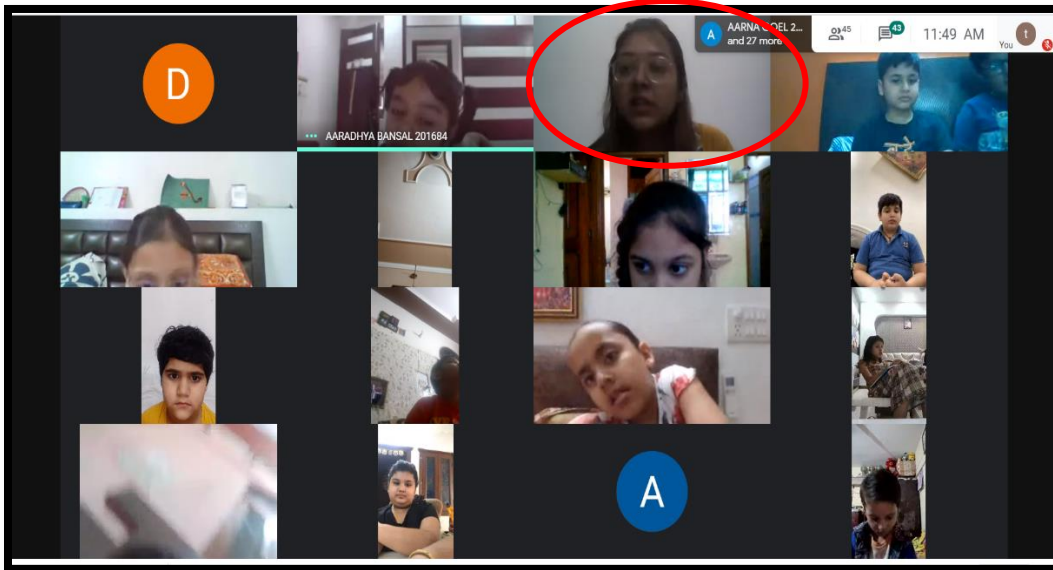 D
AARADHYA BANSAL 201684
A
AARNA GOEL 2...
and 27 more
45
43
11:49 AM
You
t
A